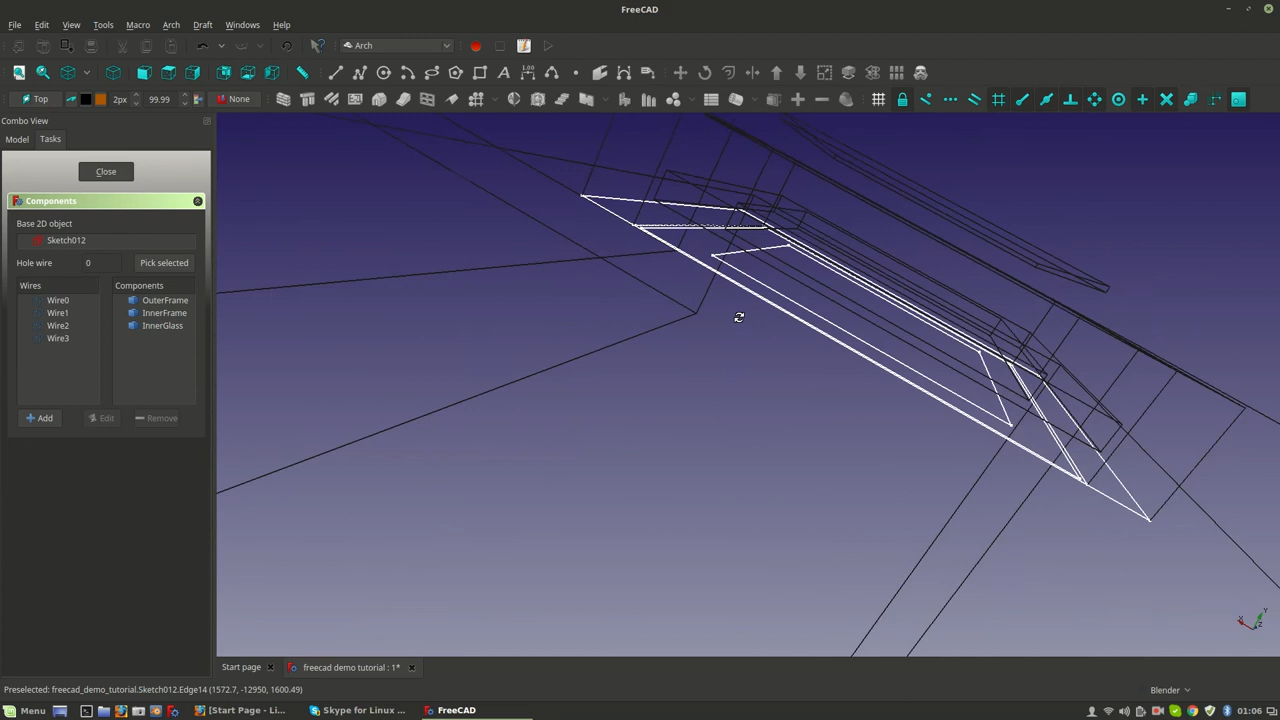 FreeCAD
File Edit View Tools Macro Arch Draft Windows Help
Arch
Top 2px 99.99 None
Combo View
Model Tasks
Close
Components
Base 2D object
Sketch012
Hole wire 0 Pick selected
Wires Components
Wire0 OuterFrame
Wire1 InnerFrame
Wire2 InnerGlass
Wire3
Add Edit Remove
Start page freecad demo tutorial : 1*
Preselected: freecad_demo_tutorial.Sketch012.Edge14 (1572.7, -12950, 1600.49) Blender
Menu [Start Page - Li... Skype for Linux ... FreeCAD 01:06